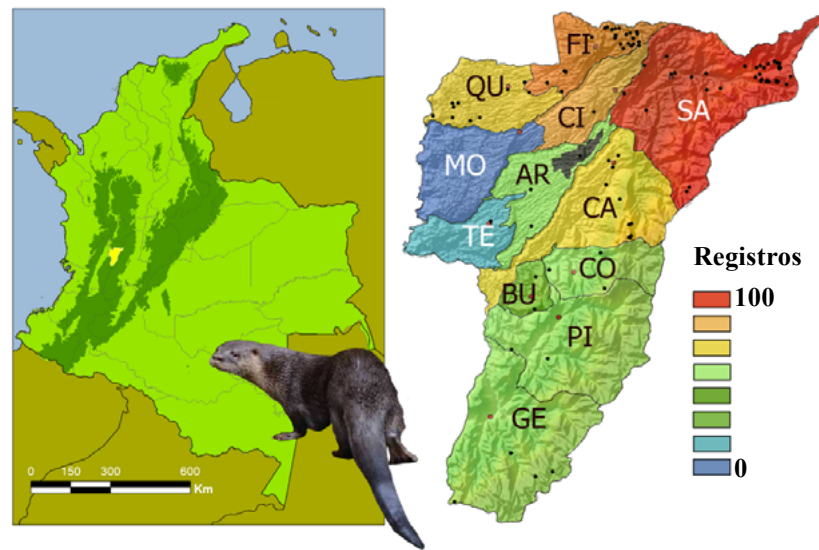 FI
QU
SA
CI
MO
AR
CA
TE
Registros
CO
100
BU
PI
GE
0
0 150 300 600
Km